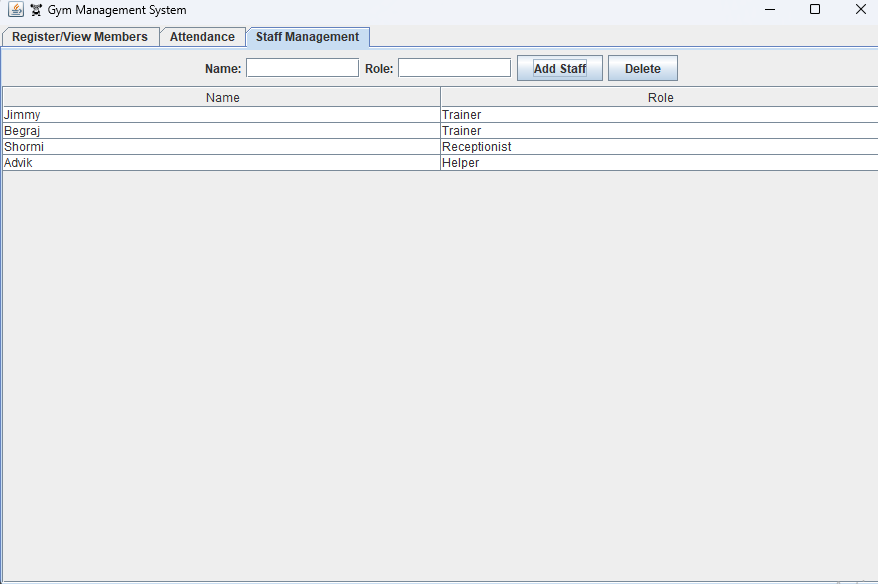 Gym Management System
Register/View Members Attendance Staff Management
Name: Role: Add Staff Delete
Name Role
Jimmy Trainer
Begraj Trainer
Shormi Receptionist
Advik Helper